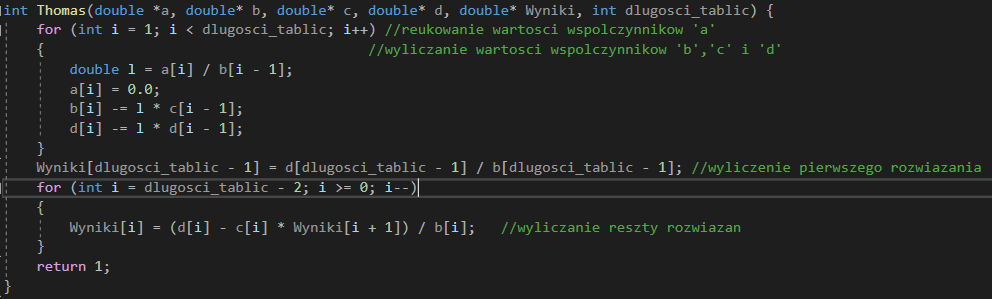 int Thomas(double *a, double* b, double* c, double* d, double* Wyniki, int dlugosci_tablic) {
    for (int i = 1; i < dlugosci_tablic; i++) //reukowanie wartosci wspolczynnikow 'a'
    {                                       //wyliczanie wartosci wspolczynnikow 'b','c' i 'd'
        double l = a[i] / b[i - 1];
        a[i] = 0.0;
        b[i] -= l * c[i - 1];
        d[i] -= l * d[i - 1];
    }
    Wyniki[dlugosci_tablic - 1] = d[dlugosci_tablic - 1] / b[dlugosci_tablic - 1]; //wyliczenie pierwszego rozwiazania
    for (int i = dlugosci_tablic - 2; i >= 0; i--)
    {
        Wyniki[i] = (d[i] - c[i] * Wyniki[i + 1]) / b[i];   //wyliczanie reszty rozwiazan
    }
    return 1;
}